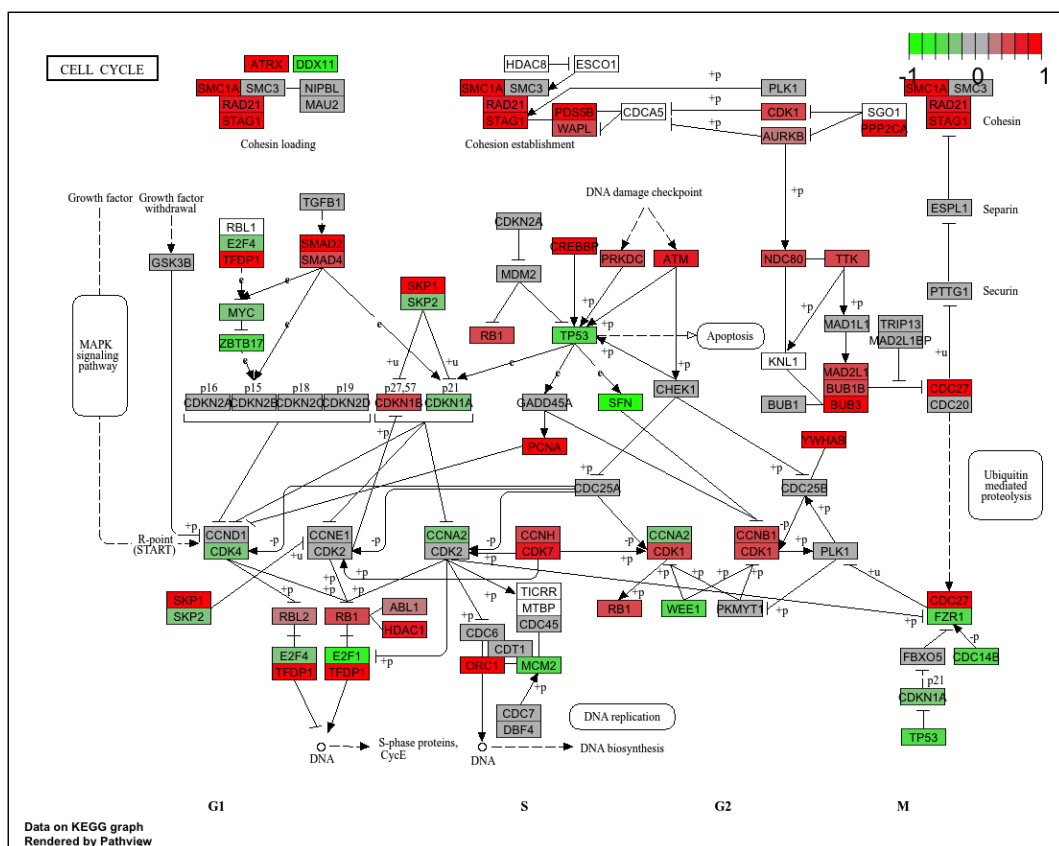 CELL CYCLE
ATRX DDX11
SMC1A SMC3 NIPBL
RAD21 MAU2
STAG1
Cohesin loading
HDAC8 ESCO1
SMC1A SMC3
RAD21
STAG1
PDS5B
WAPL
CDCA5
Cohesion establishment
+p
PLK1
+p
CDK1
+p
AURKB
SGO1
PPP2CA
-1 0 1
SMC1A SMC3
RAD21
STAG1
Cohesin
Growth factor
Growth factor
withdrawal
GSK3B
RBL1
E2F4
TFDP1
TGFB1
SMAD2
SMAD4
e
e
e
MYC
ZBTB17
e
MAPK
signaling
pathway
SKP1
SKP2
+u
+u
CDKN2A
MDM2
RB1
DNA damage checkpoint
CREBBP
PRKDC
ATM
+p
+p
+p
TP53
+p
Apoptosis
e
e
e
+p
NDC80
TTK
+p
+p
KNL1
MAD1L1
TRIP13
MAD2L1BP
MAD2L1
BUB1B
BUB3
BUB1
ESPL1
Separin
PTTG1
Securin
+u
CDC27
CDC20
p16 p15 p18 p19
CDKN2A CDKN2B CDKN2C CDKN2D
p27,57 p21
CDKN1B CDKN1A
+p
GADD45A
SFN
CHEK1
+p
PCNA
+p
+p
YWHAB
CDC25A
CDC25B
Ubiquitin
mediated
proteolysis
R-point
(START)
+p
CCND1
CDK4
-p
+u
CCNE1
CDK2
-p
CCNA2
CDK2
-p
+p
CCNH
CDK7
-p
+p
CCNA2
CDK1
CCNB1
CDK1
-p
+p
+p
PLK1
+u
SKP1
SKP2
+p
+p
+p
+p
+p
+p
RBL2
RB1
ABL1
HDAC1
E2F4
TFDP1
E2F1
TFDP1
+p
TICRR
MTBP
CDC45
CDC6
CDT1
ORC1
MCM2
+p
CDC7
DBF4
+p
RB1
WEE1
+p
+p
PKMYT1
+p
+p
CDC27
FZR1
-p
FBXO5
CDC14B
p21
CDKN1A
TP53
DNA
S-phase proteins,
CycE
DNA
DNA replication
DNA biosynthesis
G1 S G2 M
Data on KEGG graph
Rendered by Pathview